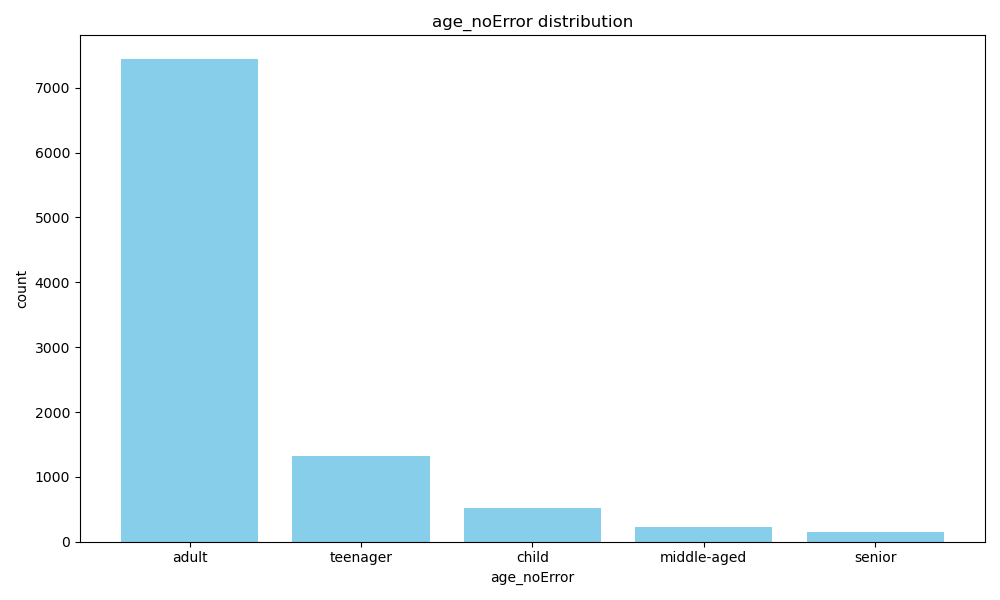 age_noError distribution
count
7000
6000
5000
4000
3000
2000
1000
0
adult teenager child middle-aged senior
age_noError